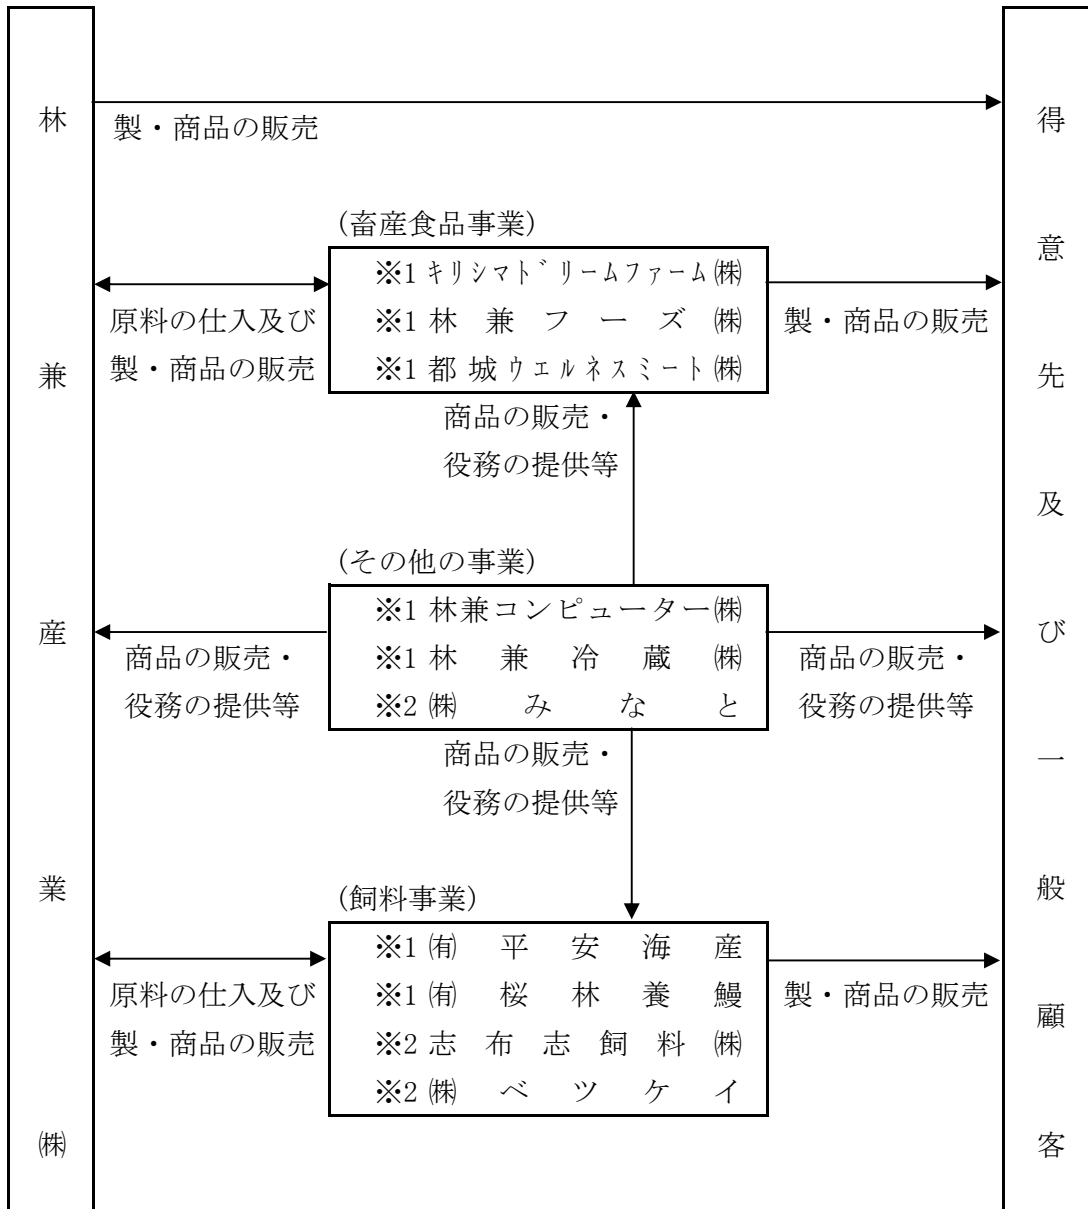 林兼産業㈱
製・商品の販売
(畜産食品事業)
※1 キリシマドリームファーム㈱
※1 林兼フーズ㈱
※1 都城ウエルネスミート㈱
原料の仕入及び
製・商品の販売
製・商品の販売
商品の販売・
役務の提供等
(その他の事業)
※1 林兼コンピューター㈱
※1 林兼冷蔵㈱
※2 ㈱みなと
商品の販売・
役務の提供等
商品の販売・
役務の提供等
商品の販売・
役務の提供等
(飼料事業)
※1 ㈲平安海産
※1 ㈲桜林養鰻
※2 志布志飼料㈱
※2 ㈱ベツケイ
原料の仕入及び
製・商品の販売
製・商品の販売
得意先及び一般顧客